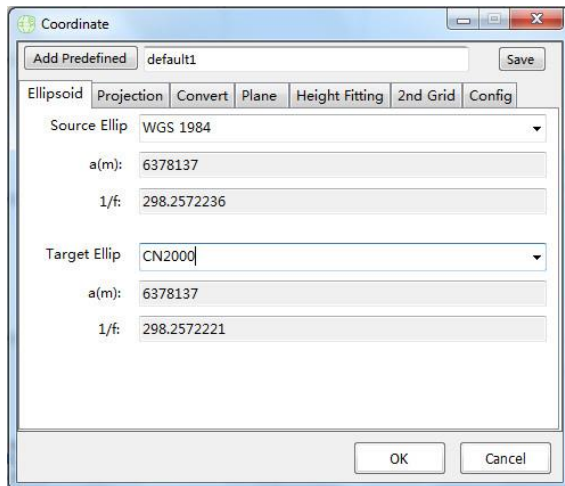 Coordinate
Add Predefined default1 Save
Ellipsoid Projection Convert Plane Height Fitting 2nd Grid Config
Source Ellip WGS 1984
a(m): 6378137
1/f: 298.2572236
Target Ellip CN2000
a(m): 6378137
1/f: 298.2572221
OK Cancel